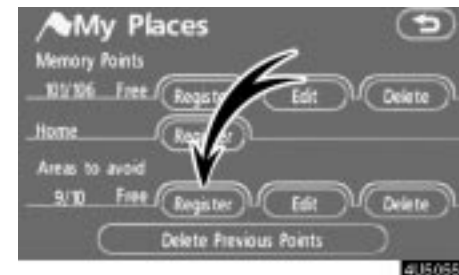 My Places
Memory Points
101/106 Free Register Edit Delete
Home Register
Areas to avoid
9/10 Free Register Edit Delete
Delete Previous Points
4U5055